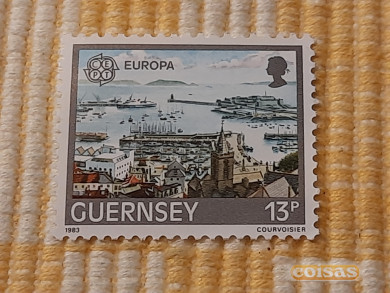 CEPT EUROPA
GUERNSEY 13P
1983 COURVOISIER
coisas